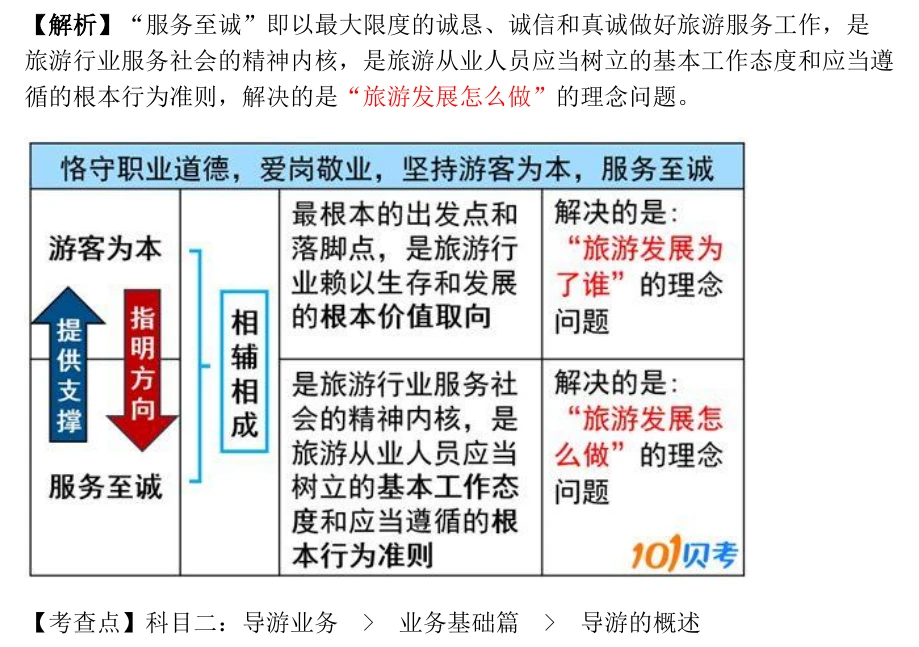 【解析】“服务至诚”即以最大限度的诚恳、诚信和真诚做好旅游服务工作，是
旅游行业服务社会的精神内核，是旅游从业人员应当树立的基本工作态度和应当遵
循的根本行为准则，解决的是“旅游发展怎么做”的理念问题。
恪守职业道德，爱岗敬业，坚持游客为本，服务至诚
游客为本
提供支撑
指明方向
服务至诚
相辅相成
最根本的出发点和
落脚点，是旅游行
业赖以生存和发展
的根本价值取向
解决的是：
“旅游发展为
了谁”的理念
问题
是旅游行业服务社
会的精神内核，是
旅游从业人员应当
树立的基本工作态
度和应当遵循的根
本行为准则
解决的是：
“旅游发展怎
么做”的理念
问题
101贝考
【考查点】科目二：导游业务 > 业务基础篇 > 导游的概述